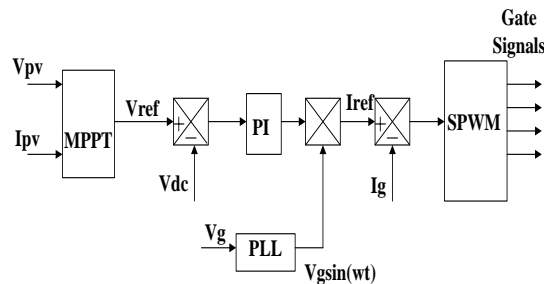 Gate
Signals
Vpv
Ipv
MPPT
Vref
+
−
Vdc
PI
Iref
+
−
Ig
SPWM
Vg
PLL
Vgsin(wt)